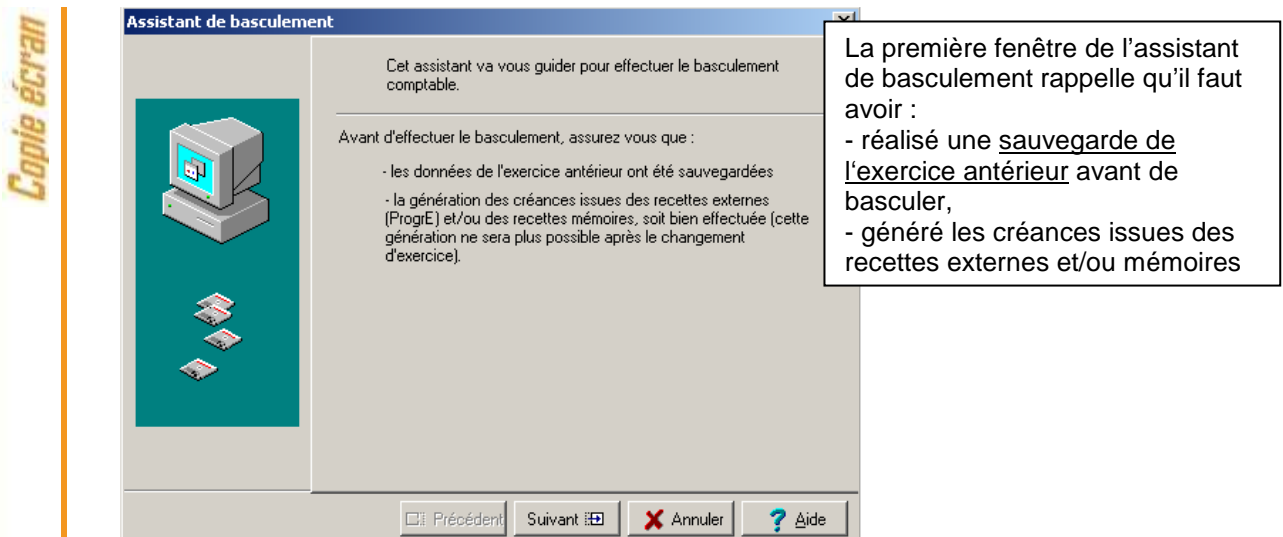 Copie écran
Assistant de basculement
Cet assistant va vous guider pour effectuer le basculement
comptable.
Avant d'effectuer le basculement, assurez vous que :
- les données de l'exercice antérieur ont été sauvegardées
- la génération des créances issues des recettes externes
(ProgrE) et/ou des recettes mémoires, soit bien effectuée (cette
génération ne sera plus possible après le changement
d'exercice).
Précédent
Suivant
Annuler
Aide
La première fenêtre de l’assistant
de basculement rappelle qu’il faut
avoir :
- réalisé une sauvegarde de
l‘exercice antérieur avant de
basculer,
- généré les créances issues des
recettes externes et/ou mémoires